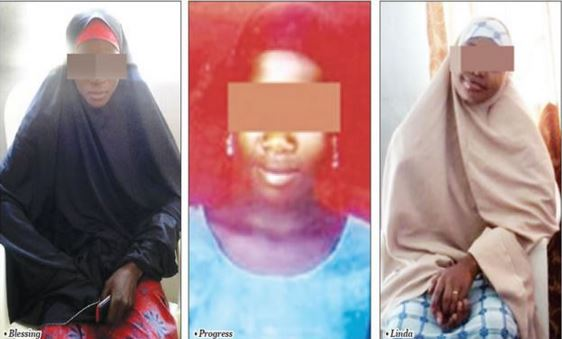 • Blessing
• Progress
• Linda